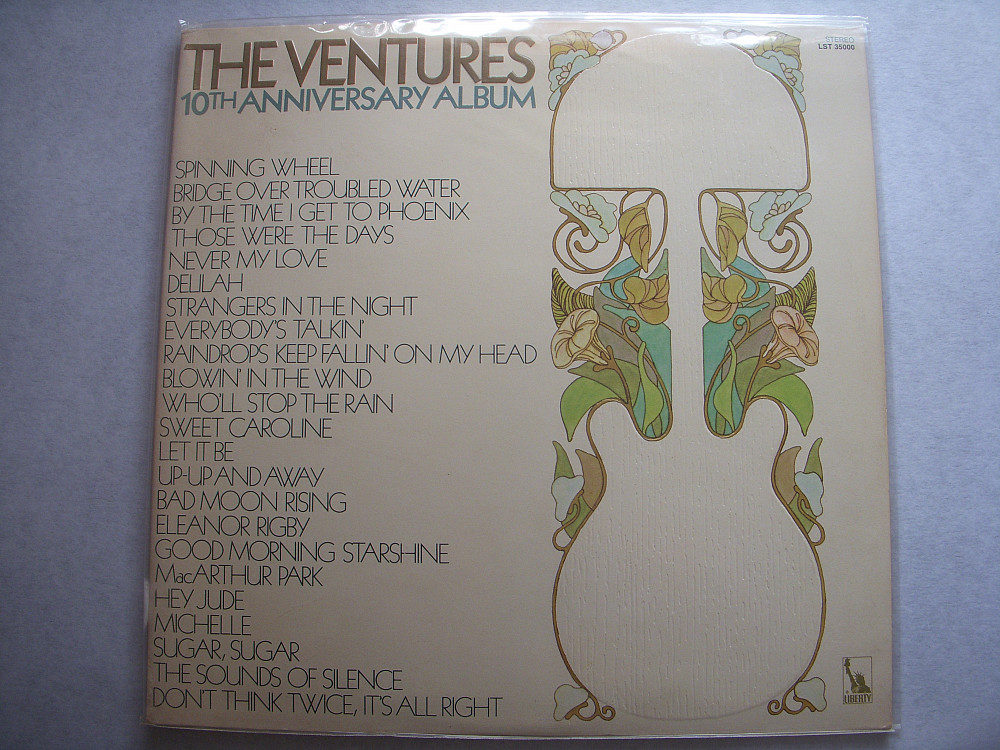 THE VENTURES
10TH ANNIVERSARY ALBUM
STEREO
LST 35000
SPINNING WHEEL
BRIDGE OVER TROUBLED WATER
BY THE TIME I GET TO PHOENIX
THOSE WERE THE DAYS
NEVER MY LOVE
DELILAH
STRANGERS IN THE NIGHT
EVERYBODY'S TALKIN'
RAINDROPS KEEP FALLIN' ON MY HEAD
BLOWIN' IN THE WIND
WHO'LL STOP THE RAIN
SWEET CAROLINE
LET IT BE
UP-UP AND AWAY
BAD MOON RISING
ELEANOR RIGBY
GOOD MORNING STARSHINE
MacARTHUR PARK
HEY JUDE
MICHELLE
SUGAR, SUGAR
THE SOUNDS OF SILENCE
DON'T THINK TWICE, IT'S ALL RIGHT
LIBERTY